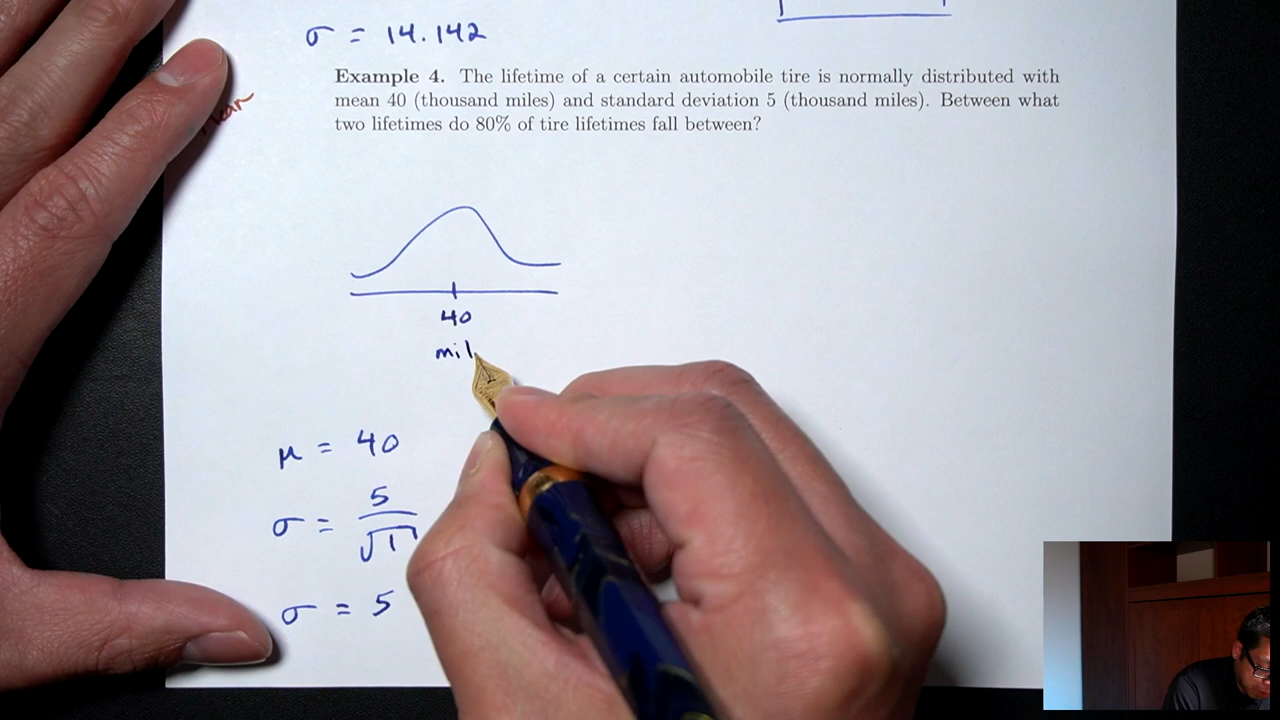 σ = 14.142
Example 4. The lifetime of a certain automobile tire is normally distributed with
mean 40 (thousand miles) and standard deviation 5 (thousand miles). Between what
two lifetimes do 80% of tire lifetimes fall between?
40
mil
μ = 40
σ = 5/√1
σ = 5